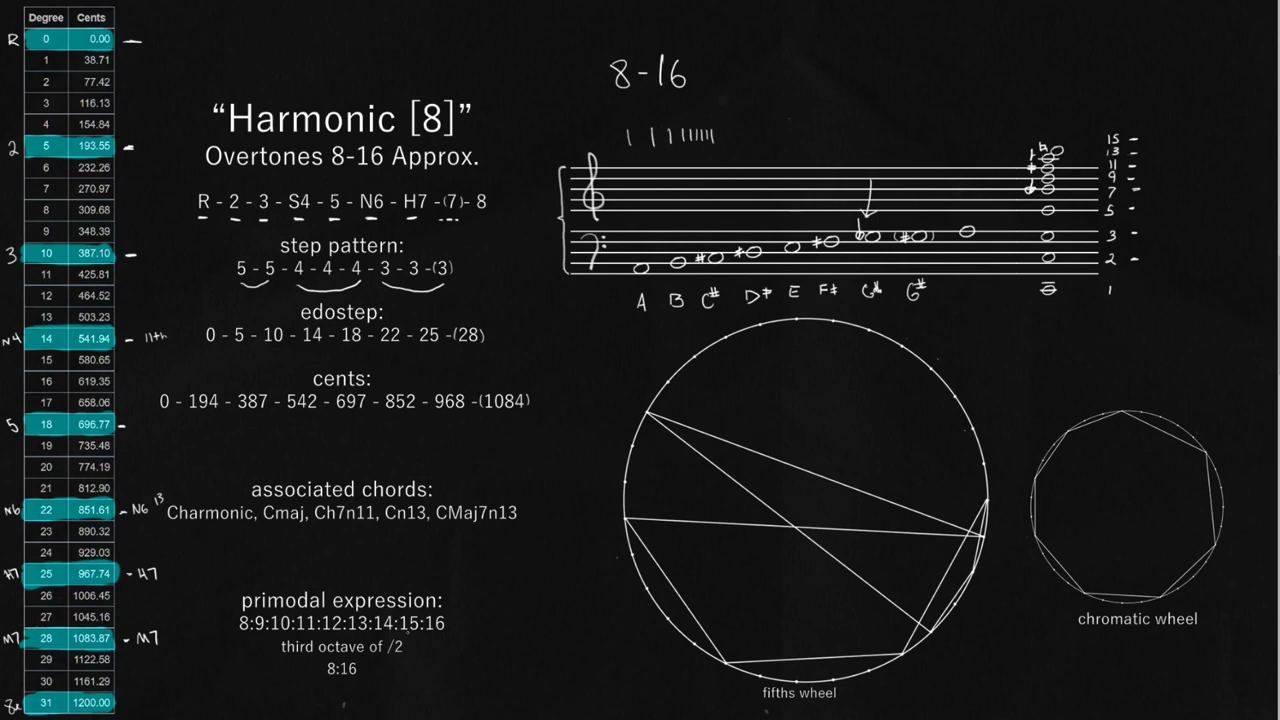 Degree Cents
R 0 0.00
1 38.71
2 77.42
3 116.13
4 154.84
2 5 193.55
6 232.26
7 270.97
8 309.68
9 348.39
3 10 387.10
11 425.81
12 464.52
13 503.23
N4 14 541.94 - 11th
15 580.65
16 619.35
17 658.06
5 18 696.77
19 735.48
20 774.19
21 812.90
N6 22 851.61 - N6 13
23 890.32
24 929.03
H7 25 967.74 - H7
26 1006.45
27 1045.16
M7 28 1083.87 - M7
29 1122.58
30 1161.29
31 1200.00
“Harmonic [8]”
Overtones 8-16 Approx.
R - 2 - 3 - S4 - 5 - N6 - H7 -(7)- 8
step pattern:
5 - 5 - 4 - 4 - 4 - 3 - 3 -(3)
edostep:
0 - 5 - 10 - 14 - 18 - 22 - 25 -(28)
cents:
0 - 194 - 387 - 542 - 697 - 852 - 968 -(1084)
associated chords:
Charmonic, Cmaj, Ch7n11, Cn13, CMaj7n13
primodal expression:
8:9:10:11:12:13:14:15:16
third octave of /2
8:16
8-16
15
13
11
9
7
5
3
2
1
A B C# D# E F# G#
fifths wheel
chromatic wheel